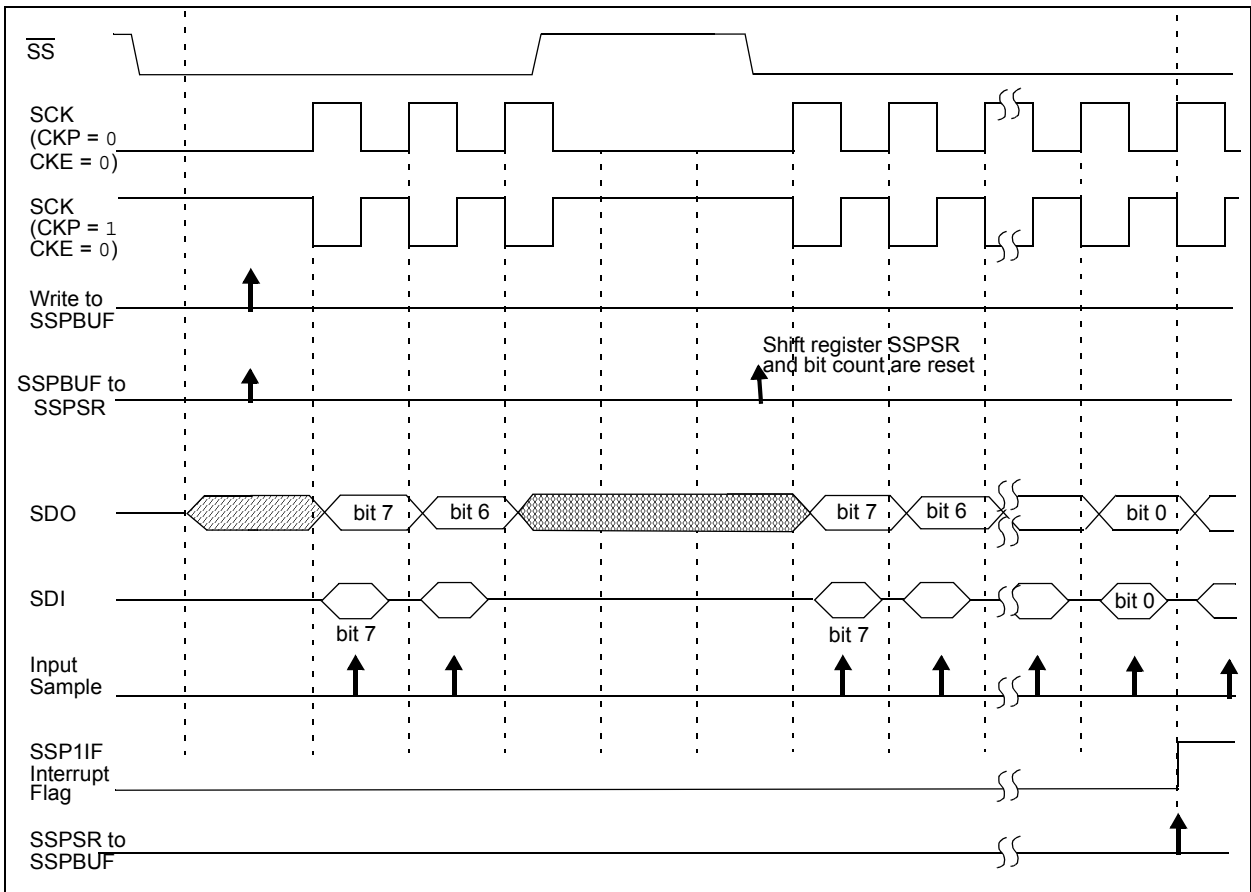 SS
SCK
(CKP = 0
CKE = 0)
SCK
(CKP = 1
CKE = 0)
Write to
SSPBUF
Shift register SSPSR
and bit count are reset
SSPBUF to
SSPSR
SDO
bit 7
bit 6
bit 7
bit 6
bit 0
SDI
bit 0
bit 7
bit 7
Input
Sample
SSP1IF
Interrupt
Flag
SSPSR to
SSPBUF